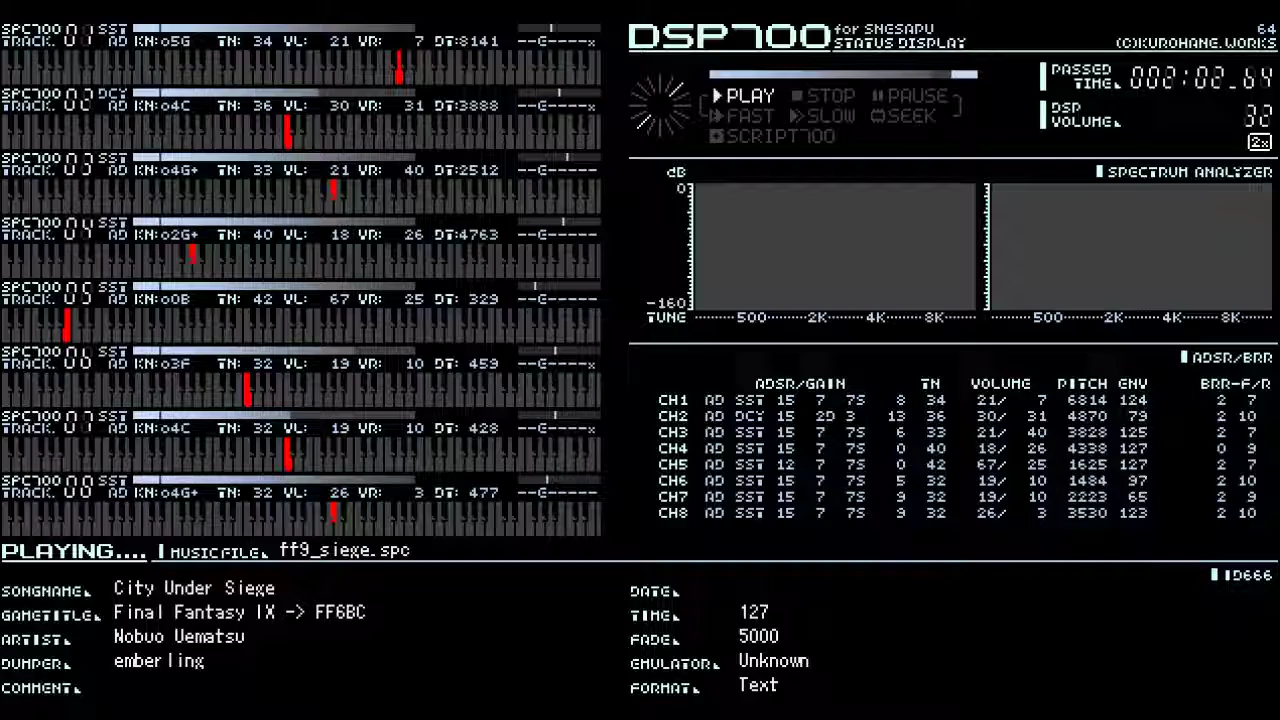 SPC700 01 SST
TRACK. AD KN:o5G TN: 34 VL: 21 VR: 7 DT:8141 --G-----x
SPC700 02 DCY
TRACK. AD KN:o4C TN: 36 VL: 30 VR: 31 DT:3888 --G------
SPC700 03 SST
TRACK. AD KN:o4G+ TN: 33 VL: 21 VR: 40 DT:2512 --G------
SPC700 04 SST
TRACK. AD KN:o2G+ TN: 40 VL: 18 VR: 26 DT:4763 --G------
SPC700 05 SST
TRACK. AD KN:o0B TN: 42 VL: 67 VR: 25 DT: 329 --G------
SPC700 06 SST
TRACK. AD KN:o3F TN: 32 VL: 19 VR: 10 DT: 459 --G-----x
SPC700 07 SST
TRACK. AD KN:o4C TN: 32 VL: 19 VR: 10 DT: 428 --G-----x
SPC700 08 SST
TRACK. AD KN:o4G+ TN: 32 VL: 26 VR: 3 DT: 477 --G-----x
DSP700 for SNESAPU
STATUS DISPLAY
64
(C)KUROHANE.WORKS
PLAY STOP PAUSE
FAST SLOW SEEK
SCRIPT700
PASSED
TIME. 000:02.64
DSP
VOLUME. 32
2x
SPECTRUM ANALYZER
dB
0
-160
TUNE 500 2K 4K 8K 500 2K 4K 8K
ADSR/BRR
ADSR/GAIN TN VOLUME PITCH ENV BRR-F/R
CH1 AD SST 15 7 7S 8 34 21/ 7 6814 124 2 7
CH2 AD DCY 15 2D 3 13 36 30/ 31 4870 79 2 10
CH3 AD SST 15 7 7S 6 33 21/ 40 3828 125 2 7
CH4 AD SST 15 7 7S 0 40 18/ 26 4338 127 0 9
CH5 AD SST 12 7 7S 0 42 67/ 25 1625 127 2 7
CH6 AD SST 15 7 7S 5 32 19/ 10 1484 97 2 10
CH7 AD SST 15 7 7S 9 32 19/ 10 2223 65 2 9
CH8 AD SST 15 7 7S 9 32 26/ 3 3530 123 2 10
PLAYING.... MUSICFILE. ff9_siege.spc
ID666
SONGNAME. City Under Siege
GAMETITLE. Final Fantasy IX -> FF6BC
ARTIST. Nobuo Uematsu
DUMPER. emberling
COMMENT.
DATE.
TIME. 127
FADE. 5000
EMULATOR. Unknown
FORMAT. Text